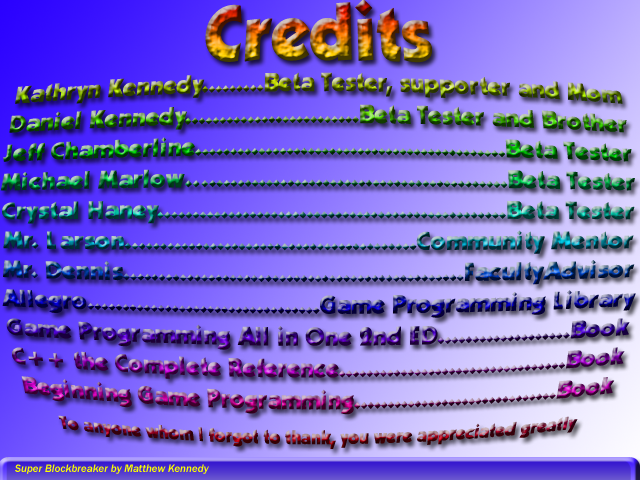 Credits
Kathryn Kennedy.........Beta Tester, supporter and Mom
Daniel Kennedy..........................Beta Tester and Brother
Jeff Chamberline...............................................Beta Tester
Michael Marlow.................................................Beta Tester
Crystal Haney....................................................Beta Tester
Mr. Larson............................................Community Mentor
Mr. Dennis...................................................FacultyAdvisor
Allegro...................................Game Programming Library
Game Programming All in One 2nd ED....................Book
C++ the Complete Reference..................................Book
Beginning Game Programming..............................Book
To anyone whom I forgot to thank, you were appreciated greatly
Super Blockbreaker by Matthew Kennedy